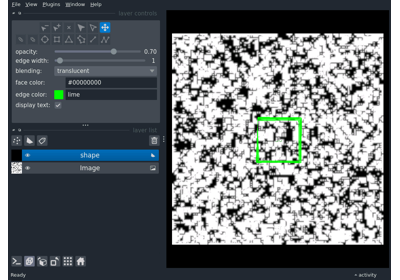 File View Plugins Window Help
layer controls
opacity: 0.70
edge width: 1
blending: translucent
face color: #00000000
edge color: lime
display text:
layer list
shape
Image
Ready activity